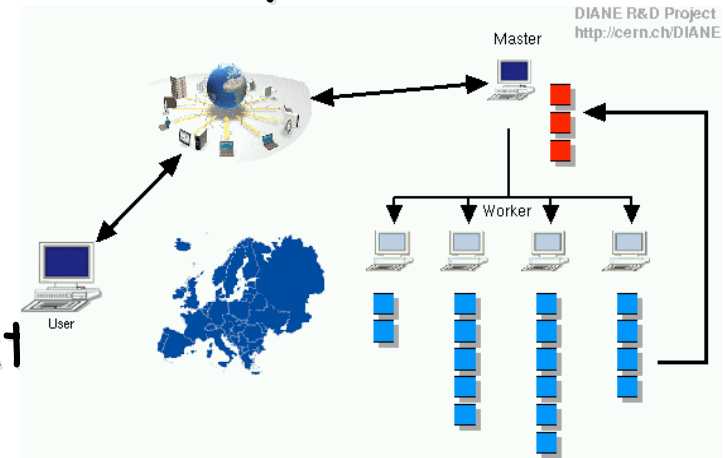 DIANE R&D Project
http://cern.ch/DIANE
Master
Worker
User